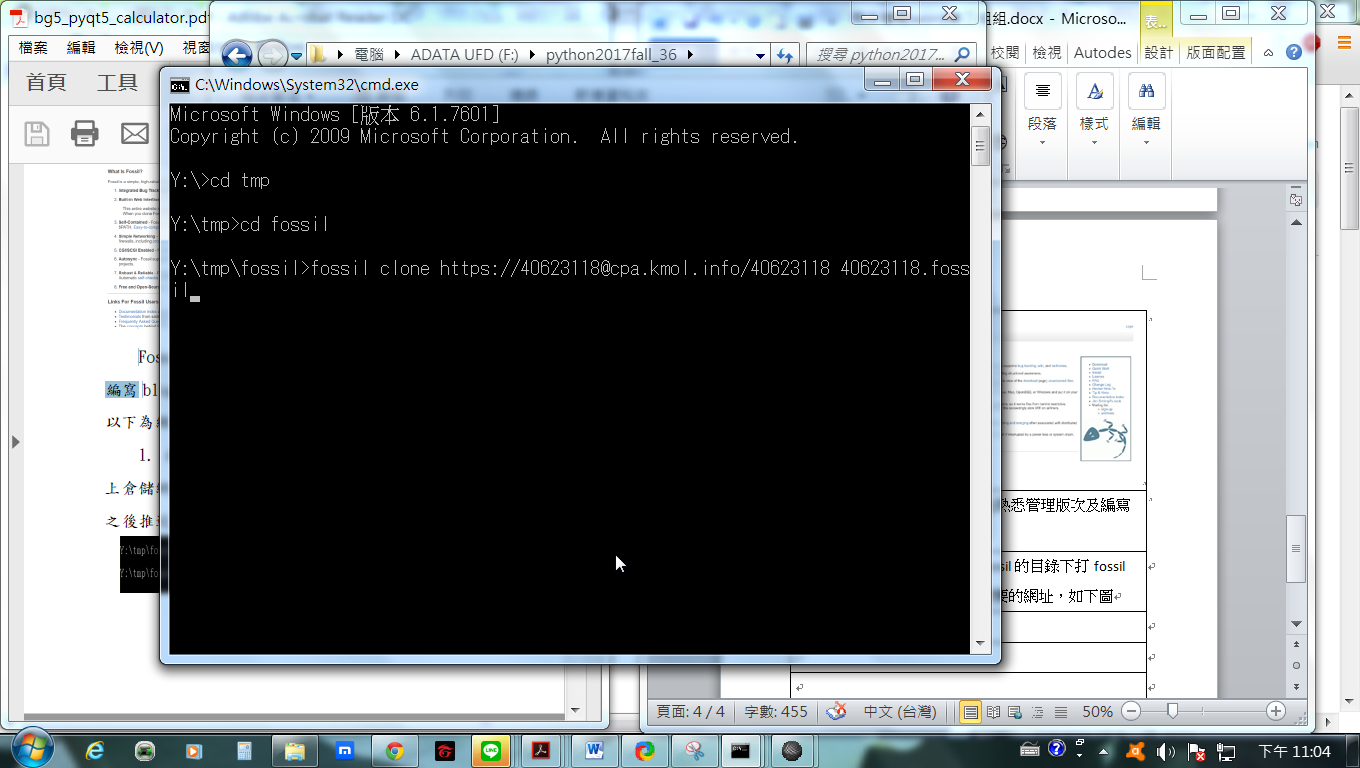 bg5_pyqt5_calculator.pdf
檔案 編輯 檢視(V) 視窗
首頁 工具
電腦 ADATA UFD (F:) python2017fall_36
搜尋 python2017...
組.docx - Microso...
表...
校閱 檢視 Autodes 設計 版面配置
段落 樣式 編輯
C:\Windows\System32\cmd.exe
Microsoft Windows [版本 6.1.7601]
Copyright (c) 2009 Microsoft Corporation.  All rights reserved.
Y:\>cd tmp
Y:\tmp>cd fossil
Y:\tmp\fossil>fossil clone https://40623118@cpa.kmol.info/40623118 40623118.foss
il
What is Fossil?
Fos
編寫 bl
以下為
1.
上倉儲
之後推
Y:\tmp\fos
Y:\tmp\fos
悉管理版次及編寫
sil 的目錄下打 fossil
的網址，如下圖
頁面: 4 / 4 字數: 455 中文 (台灣) 50%
下午 11:04